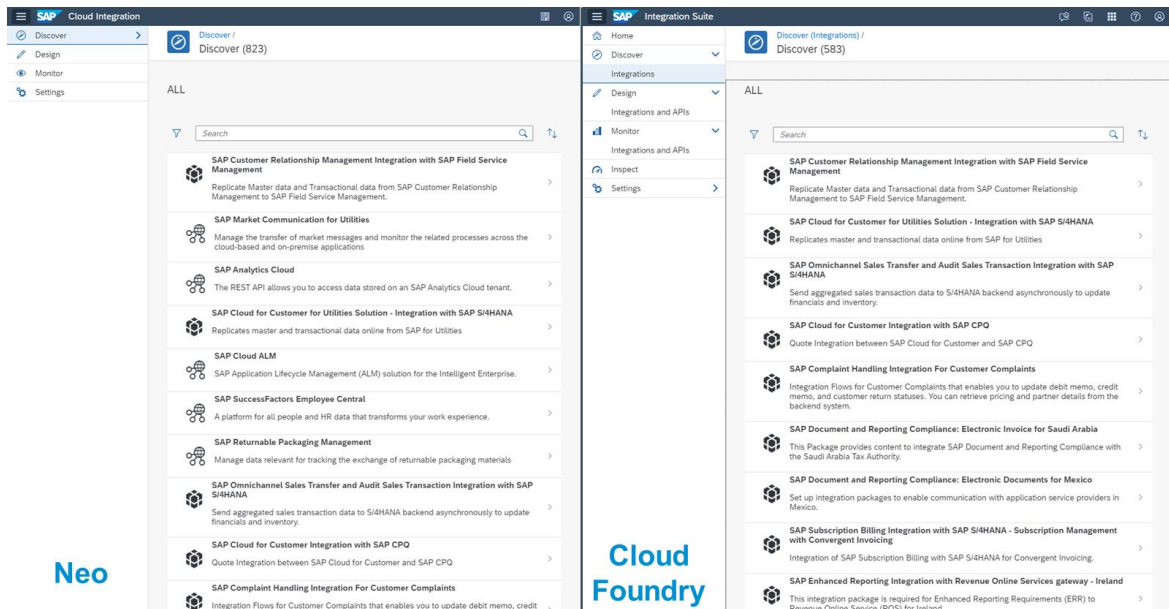 SAP Cloud Integration
Discover
Design
Monitor
Settings
Discover /
Discover (823)
ALL
Search
SAP Customer Relationship Management Integration with SAP Field Service
Management
Replicate Master data and Transactional data from SAP Customer Relationship
Management to SAP Field Service Management.
SAP Market Communication for Utilities
Manage the transfer of market messages and monitor the related processes across the
cloud-based and on-premise applications
SAP Analytics Cloud
The REST API allows you to access data stored on an SAP Analytics Cloud tenant.
SAP Cloud for Customer for Utilities Solution - Integration with SAP S/4HANA
Replicates master and transactional data online from SAP for Utilities
SAP Cloud ALM
SAP Application Lifecycle Management (ALM) solution for the Intelligent Enterprise.
SAP SuccessFactors Employee Central
A platform for all people and HR data that transforms your work experience.
SAP Returnable Packaging Management
Manage data relevant for tracking the exchange of returnable packaging materials
SAP Omnichannel Sales Transfer and Audit Sales Transaction Integration with SAP
S/4HANA
Send aggregated sales transaction data to S/4HANA backend asynchronously to update
financials and inventory.
SAP Cloud for Customer Integration with SAP CPQ
Quote Integration between SAP Cloud for Customer and SAP CPQ
SAP Complaint Handling Integration For Customer Complaints
Integration Flows for Customer Complaints that enables you to update debit memo, credit
Neo
SAP Integration Suite
Home
Discover
Integrations
Design
Integrations and APIs
Monitor
Integrations and APIs
Inspect
Settings
Discover (Integrations) /
Discover (583)
ALL
Search
SAP Customer Relationship Management Integration with SAP Field Service
Management
Replicate Master data and Transactional data from SAP Customer Relationship
Management to SAP Field Service Management.
SAP Cloud for Customer for Utilities Solution - Integration with SAP S/4HANA
Replicates master and transactional data online from SAP for Utilities
SAP Omnichannel Sales Transfer and Audit Sales Transaction Integration with SAP
S/4HANA
Send aggregated sales transaction data to S/4HANA backend asynchronously to update
financials and inventory.
SAP Cloud for Customer Integration with SAP CPQ
Quote Integration between SAP Cloud for Customer and SAP CPQ
SAP Complaint Handling Integration For Customer Complaints
Integration Flows for Customer Complaints that enables you to update debit memo, credit
memo, and customer return statuses. You can retrieve pricing and partner details from the
backend system.
SAP Document and Reporting Compliance: Electronic Invoice for Saudi Arabia
This Package provides content to integrate SAP Document and Reporting Compliance with
the Saudi Arabia Tax Authority.
SAP Document and Reporting Compliance: Electronic Documents for Mexico
Set up integration packages to enable communication with application service providers in
Mexico.
SAP Subscription Billing Integration with SAP S/4HANA - Subscription Management
with Convergent Invoicing
Integration of SAP Subscription Billing with SAP S/4HANA for Convergent Invoicing.
SAP Enhanced Reporting Integration with Revenue Online Services gateway - Ireland
This integration package is required for Enhanced Reporting Requirements (ERR) to
Revenue Online Service (ROS) for Ireland
Cloud
Foundry